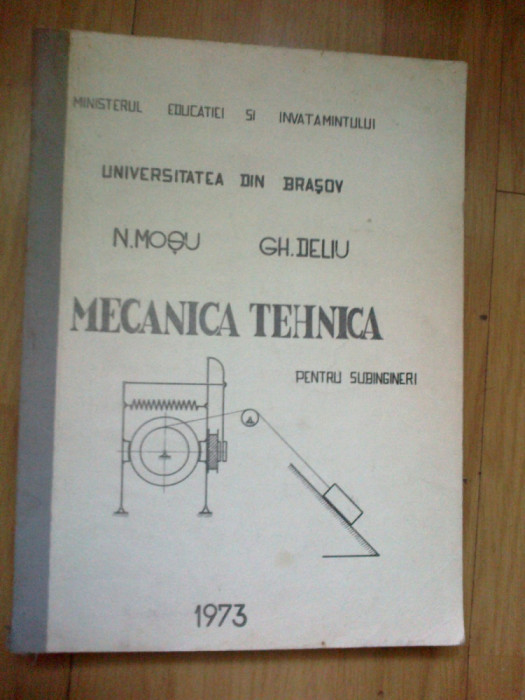 MINISTERUL EDUCATIEI SI INVATAMINTULUI
UNIVERSITATEA DIN BRAŞOV
N.MOŞU GH.DELIU
MECANICA TEHNICA
PENTRU SUBINGINERI
1973